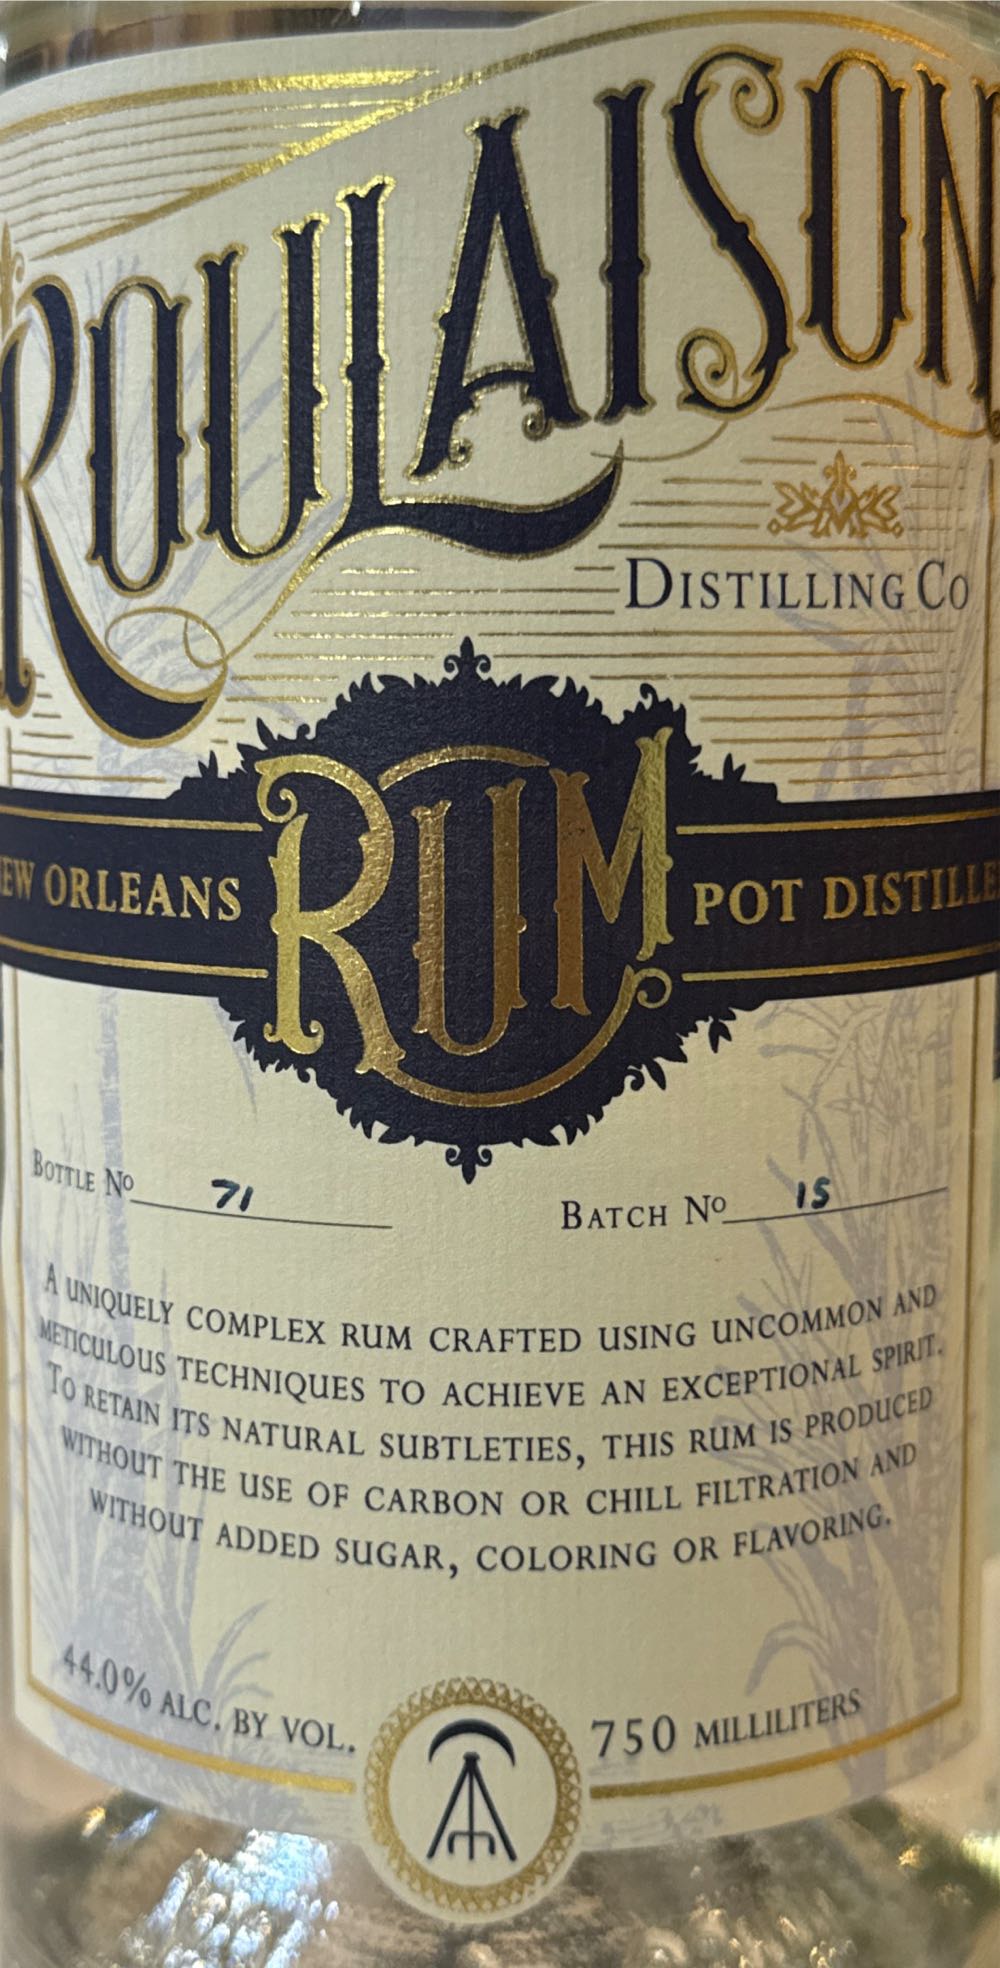 ROULAISON
DISTILLING CO
NEW ORLEANS RUM POT DISTILLE
BOTTLE No 71 BATCH No 15
A UNIQUELY COMPLEX RUM CRAFTED USING UNCOMMON AND
METICULOUS TECHNIQUES TO ACHIEVE AN EXCEPTIONAL SPIRIT.
TO RETAIN ITS NATURAL SUBTLETIES, THIS RUM IS PRODUCED
WITHOUT THE USE OF CARBON OR CHILL FILTRATION AND
WITHOUT ADDED SUGAR, COLORING OR FLAVORING.
44.0% ALC. BY VOL. 750 MILLILITERS